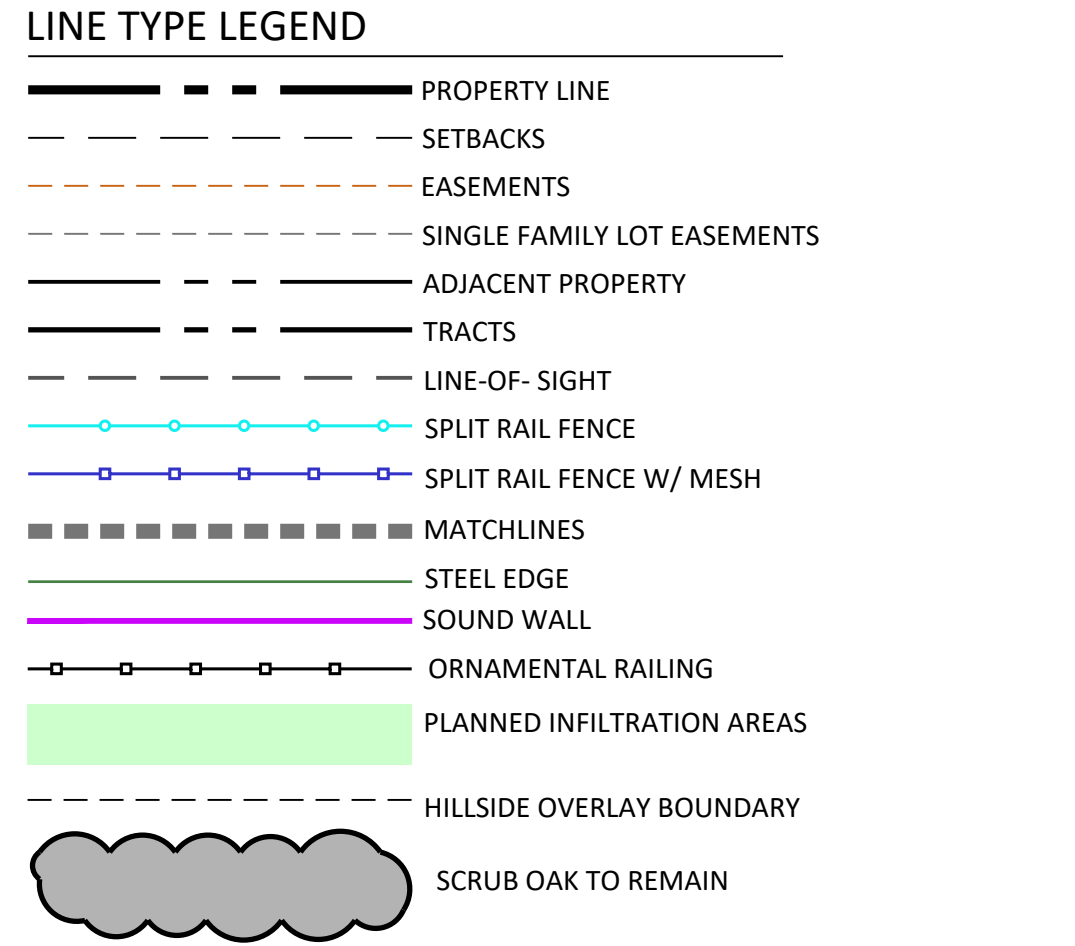 LINE TYPE LEGEND
PROPERTY LINE
SETBACKS
EASEMENTS
SINGLE FAMILY LOT EASEMENTS
ADJACENT PROPERTY
TRACTS
LINE-OF- SIGHT
SPLIT RAIL FENCE
SPLIT RAIL FENCE W/ MESH
MATCHLINES
STEEL EDGE
SOUND WALL
ORNAMENTAL RAILING
PLANNED INFILTRATION AREAS
HILLSIDE OVERLAY BOUNDARY
SCRUB OAK TO REMAIN